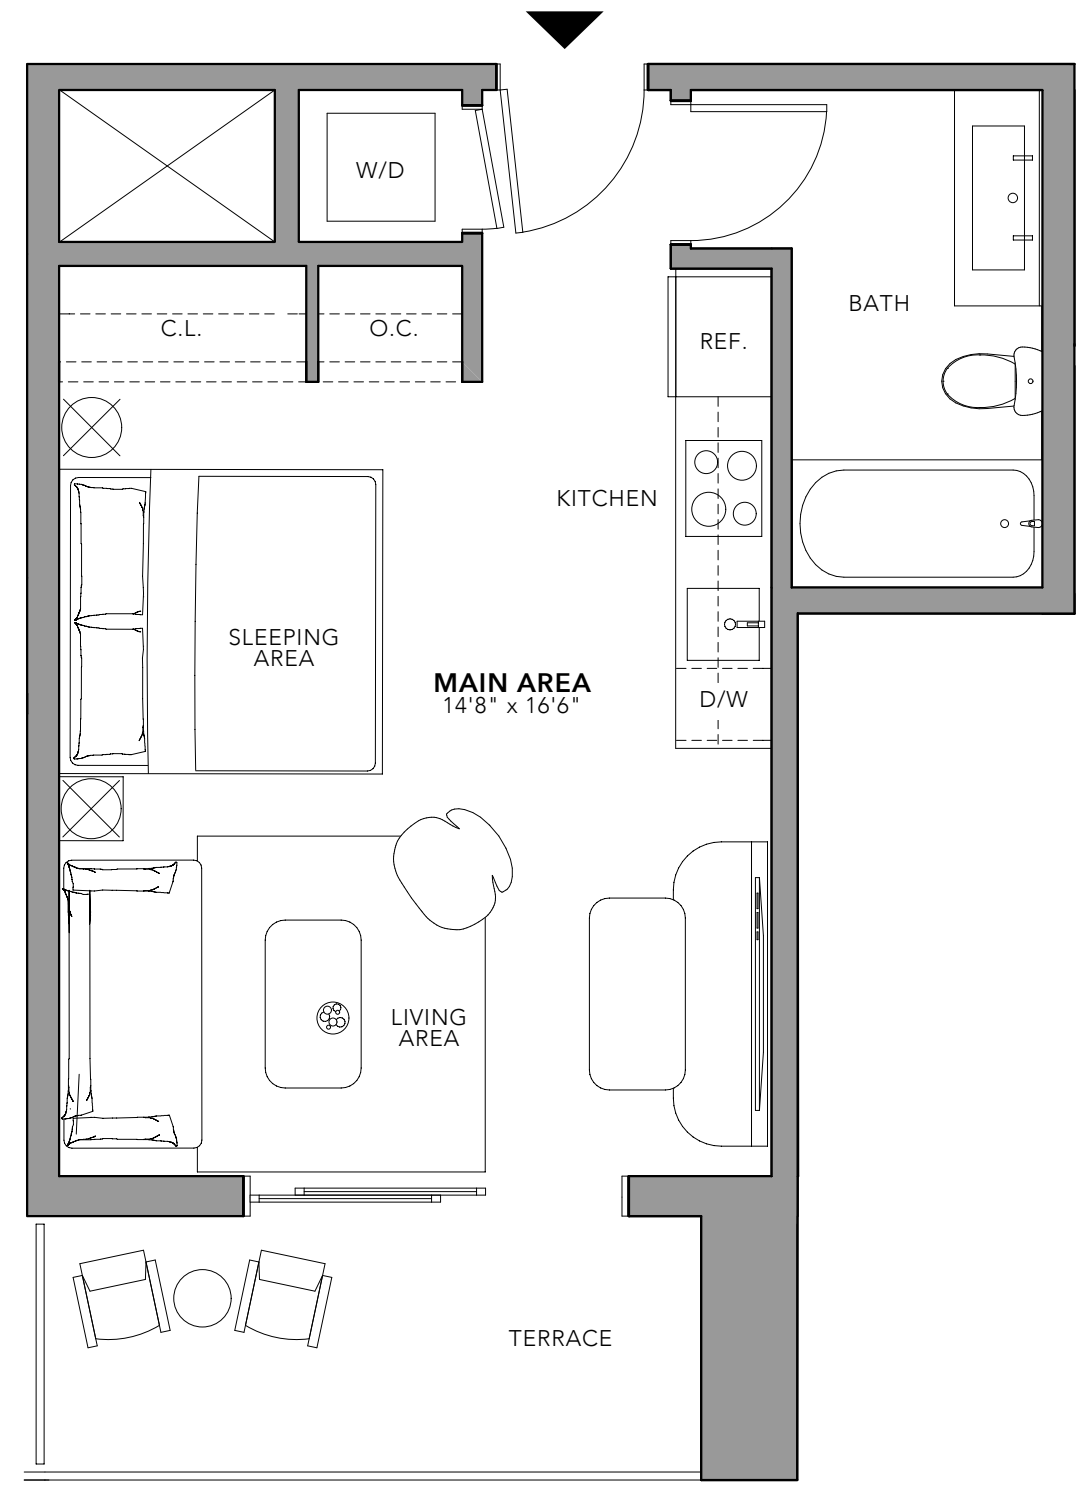 W/D
BATH
C.L.
O.C.
REF.
KITCHEN
SLEEPING
AREA
MAIN AREA
14'8" x 16'6"
D/W
LIVING
AREA
TERRACE